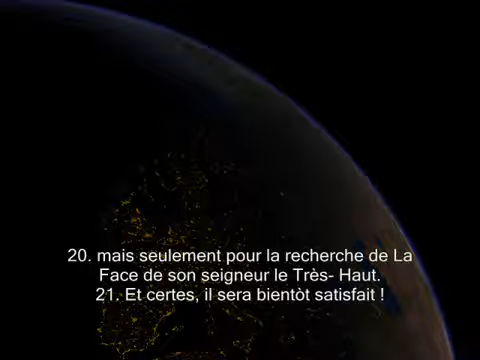 20. mais seulement pour la recherche de La
Face de son seigneur le Très- Haut.
21. Et certes, il sera bientòt satisfait !